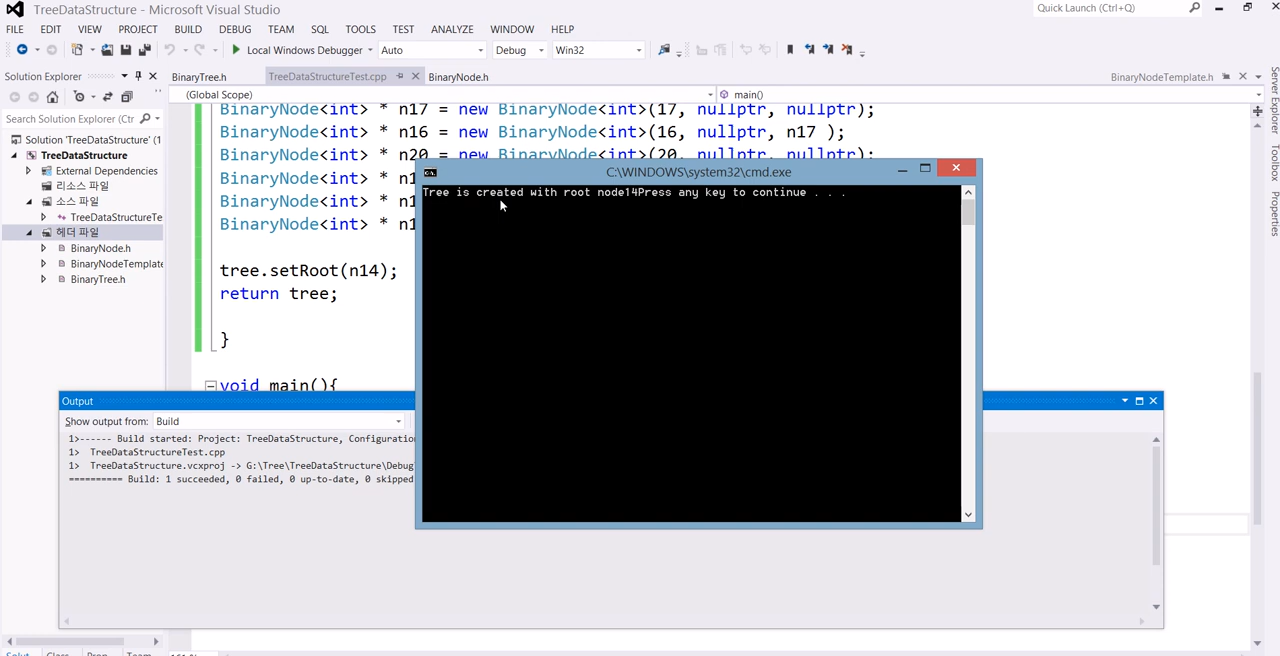 TreeDataStructure - Microsoft Visual Studio
Quick Launch (Ctrl+Q)
FILE EDIT VIEW PROJECT BUILD DEBUG TEAM SQL TOOLS TEST ANALYZE WINDOW HELP
Local Windows Debugger Auto Debug Win32
Solution Explorer
BinaryTree.h TreeDataStructureTest.cpp BinaryNode.h BinaryNodeTemplate.h
(Global Scope) main()
Search Solution Explorer (Ctr
Solution 'TreeDataStructure' (1
TreeDataStructure
External Dependencies
리소스 파일
소스 파일
TreeDataStructureTe
헤더 파일
BinaryNode.h
BinaryNodeTemplate
BinaryTree.h
BinaryNode<int> * n17 = new BinaryNode<int>(17, nullptr, nullptr);
BinaryNode<int> * n16 = new BinaryNode<int>(16, nullptr, n17 );
BinaryNode<int> * n20 = new BinaryNode<int>(20, nullptr, nullptr);
BinaryNode<int> * n1
BinaryNode<int> * n1
BinaryNode<int> * n1
tree.setRoot(n14);
return tree;
}
void main(){
C:\WINDOWS\system32\cmd.exe
Tree is created with root node14Press any key to continue . . .
Output
Show output from: Build
1>------ Build started: Project: TreeDataStructure, Configuration
1> TreeDataStructureTest.cpp
1> TreeDataStructure.vcxproj -> G:\Tree\TreeDataStructure\Debug
========== Build: 1 succeeded, 0 failed, 0 up-to-date, 0 skipped
Server Explorer
Toolbox
Properties